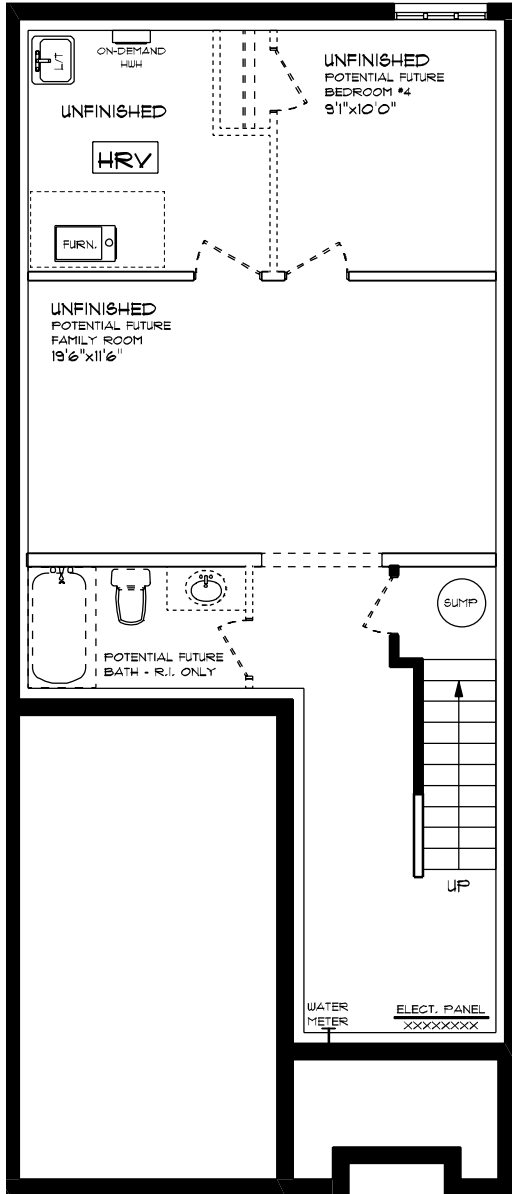 L/T
ON-DEMAND
HWH
UNFINISHED
POTENTIAL FUTURE
BEDROOM #4
9'1"x10'0"
UNFINISHED
HRV
FURN.
UNFINISHED
POTENTIAL FUTURE
FAMILY ROOM
19'6"x11'6"
SUMP
POTENTIAL FUTURE
BATH - R.I. ONLY
UP
WATER
METER
ELECT. PANEL
XXXXXXXX